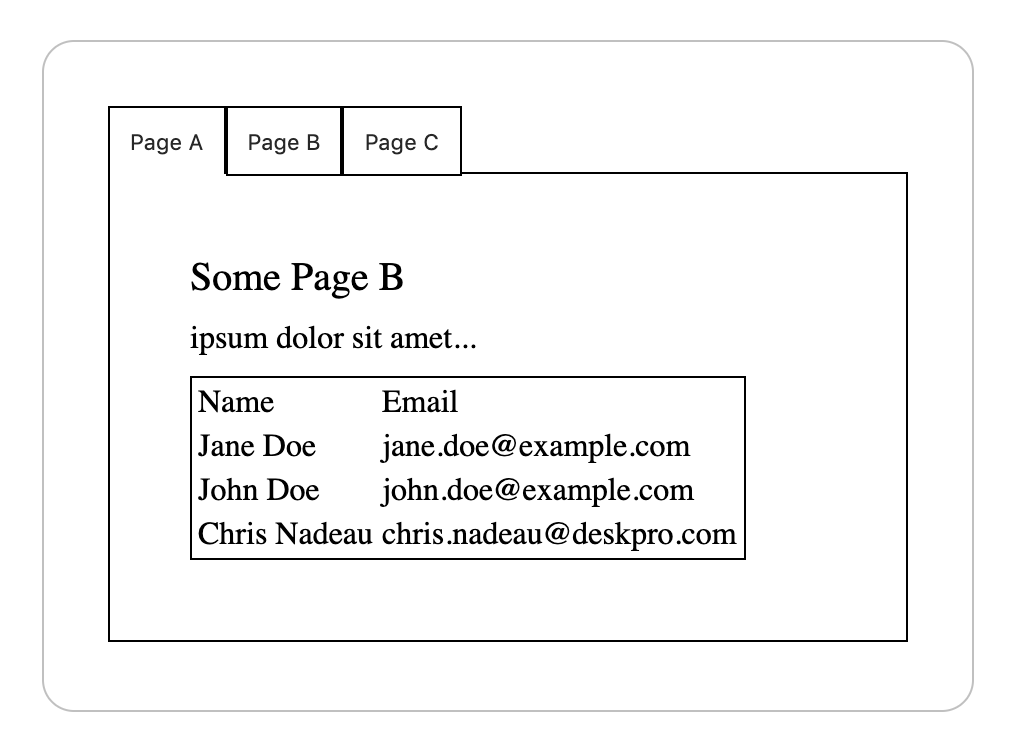 Page A Page B Page C
Some Page B
ipsum dolor sit amet...
Name Email
Jane Doe jane.doe@example.com
John Doe john.doe@example.com
Chris Nadeau chris.nadeau@deskpro.com